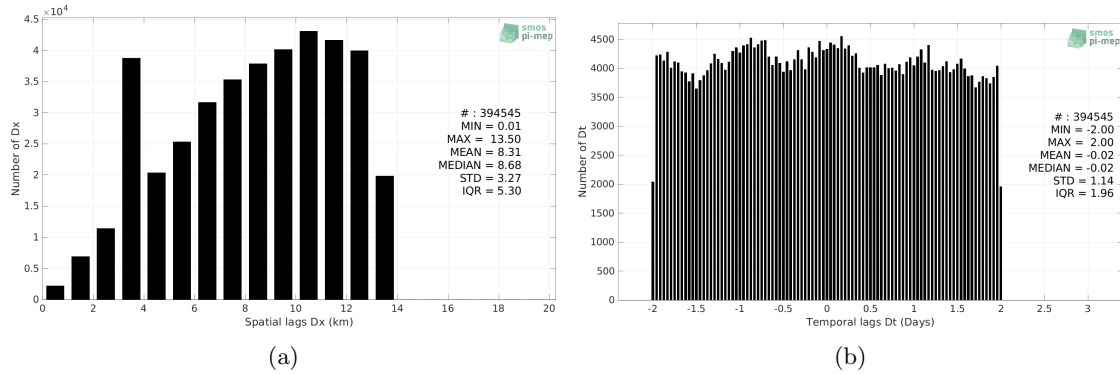 ×10⁴
4.5
4
3.5
3
2.5
2
1.5
1
0.5
0
Number of Dx
smos
pi-mep
# : 394545
MIN = 0.01
MAX = 13.50
MEAN = 8.31
MEDIAN = 8.68
STD = 3.27
IQR = 5.30
0 2 4 6 8 10 12 14 16 18 20
Spatial lags Dx (km)
(a)
4500
4000
3500
3000
2500
2000
1500
1000
500
0
Number of Dt
smos
pi-mep
# : 394545
MIN = -2.00
MAX = 2.00
MEAN = -0.02
MEDIAN = -0.02
STD = 1.14
IQR = 1.96
-2 -1.5 -1 -0.5 0 0.5 1 1.5 2 2.5 3
Temporal lags Dt (Days)
(b)